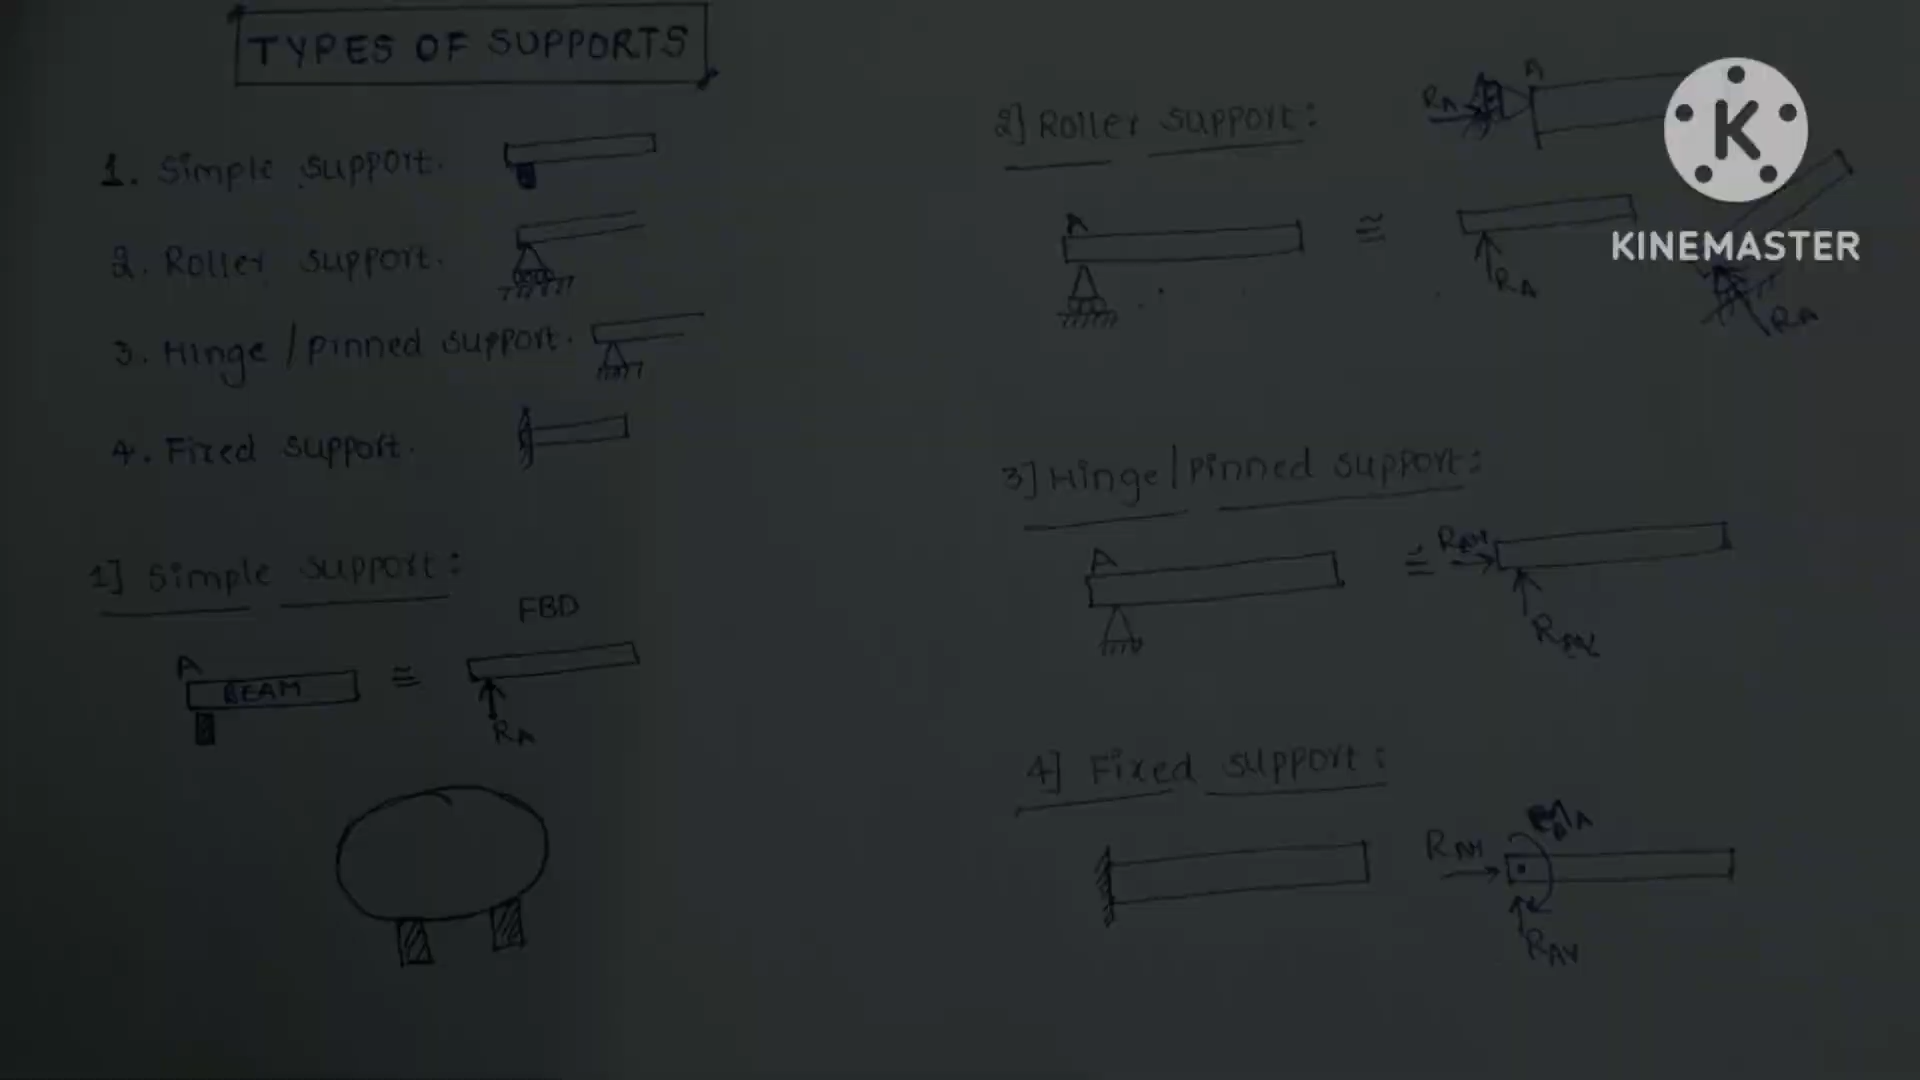 TYPES OF SUPPORTS
1. Simple support.
2. Roller support.
3. Hinge / pinned support.
4. Fixed support.
1] Simple support:
FBD
A
BEAM
≅
RA
2] Roller support:
RA
A
A
≅
RA
RA
K
KINEMASTER
3] Hinge / pinned support:
A
≅
RAH
RAV
4] Fixed support:
RAH
MA
RAV